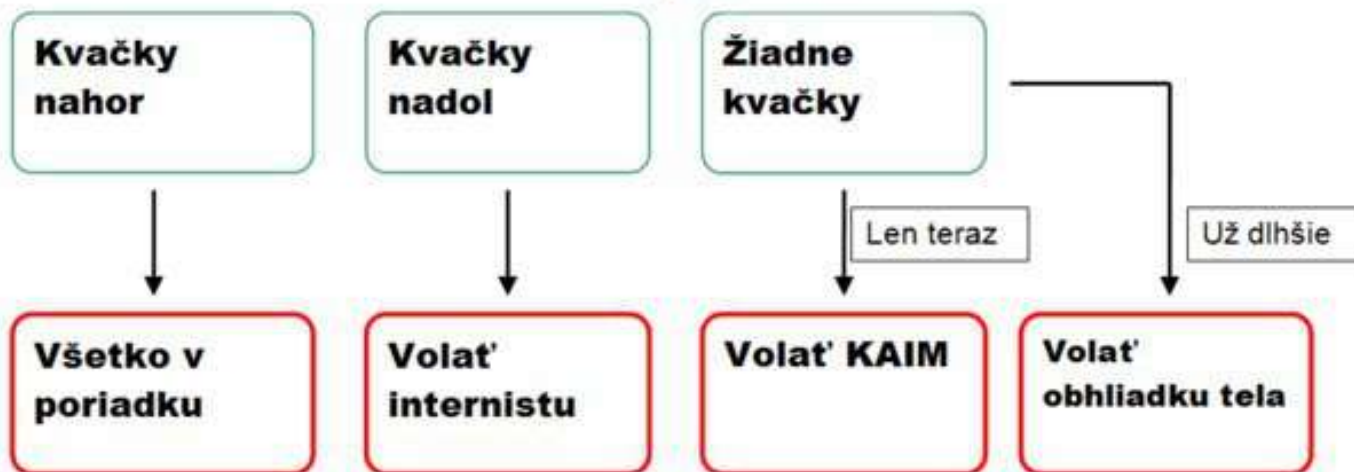 Kvačky
nahor
Kvačky
nadol
Žiadne
kvačky
Len teraz
Už dlhšie
Všetko v
poriadku
Volať
internistu
Volať KAIM
Volať
obhliadku tela